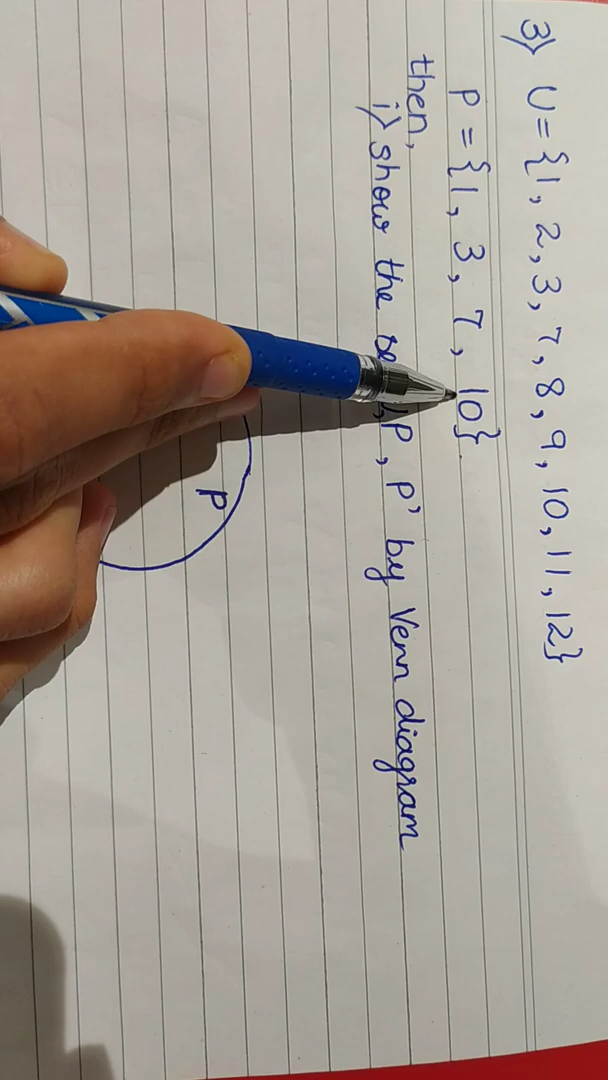 3) U = {1, 2, 3, 7, 8, 9, 10, 11, 12}
P = {1, 3, 7, 10}.
then,
i) show the P, P' by Venn diagram
P